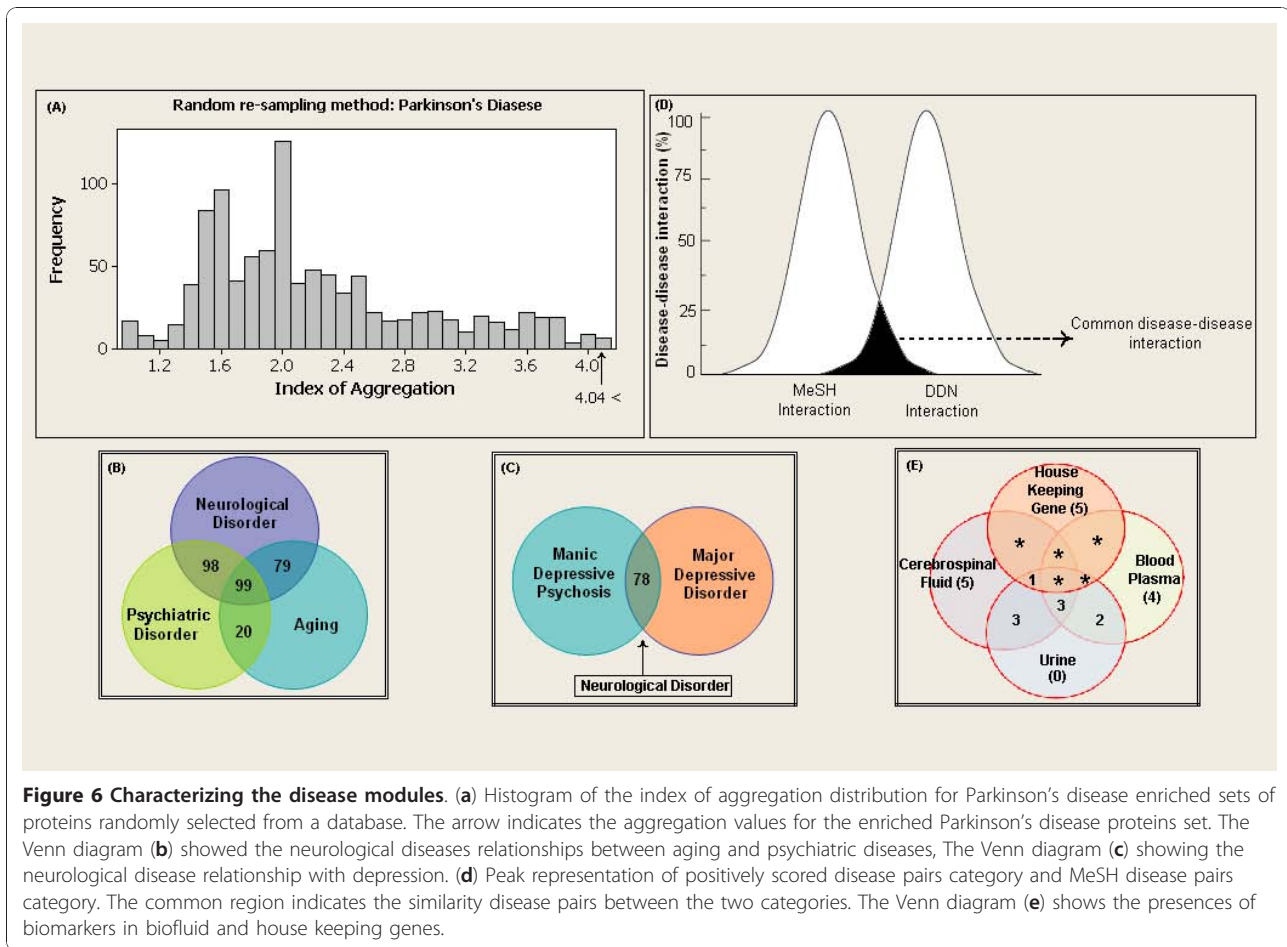 (A)
Random re-sampling method: Parkinson's Diasese
Frequency
100
50
0
1.2 1.6 2.0 2.4 2.8 3.2 3.6 4.0
Index of Aggregation
4.04 <
(D)
Disease-disease interaction (%)
100
75
50
25
0
MeSH
Interaction
DDN
Interaction
Common disease-disease
interaction
(B)
Neurological
Disorder
98
79
99
Psychiatric
Disorder
20
Aging
(C)
Manic
Depressive
Psychosis
78
Major
Depressive
Disorder
Neurological Disorder
(E)
House
Keeping
Gene (5)
* * *
Cerebrospinal
Fluid (5)
1 * *
Blood
Plasma
(4)
3
3
2
Urine
(0)
Figure 6 Characterizing the disease modules. (a) Histogram of the index of aggregation distribution for Parkinson's disease enriched sets of
proteins randomly selected from a database. The arrow indicates the aggregation values for the enriched Parkinson's disease proteins set. The
Venn diagram (b) showed the neurological diseases relationships between aging and psychiatric diseases, The Venn diagram (c) showing the
neurological disease relationship with depression. (d) Peak representation of positively scored disease pairs category and MeSH disease pairs
category. The common region indicates the similarity disease pairs between the two categories. The Venn diagram (e) shows the presences of
biomarkers in biofluid and house keeping genes.